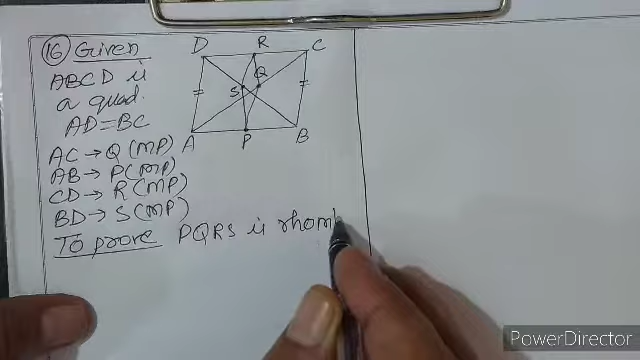 16 Given
ABCD is
a quad.
AD=BC
AC→Q(MP)
AB→P(MP)
CD→R(MP)
BD→S(MP)
To prove PQRS is rhom
D R C
S Q
A P B
PowerDirector